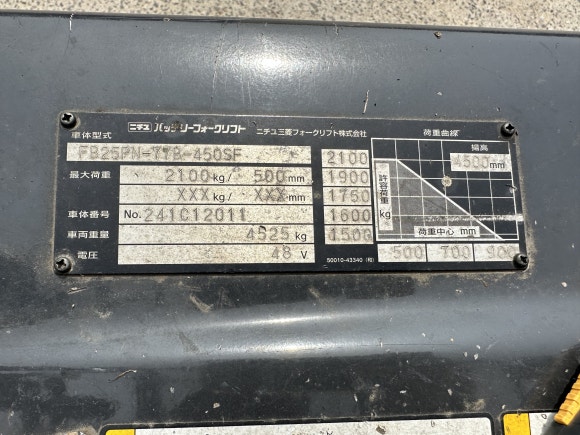 ニチユ バッテリーフォークリフト ニチユ三菱フォークリフト株式会社
車体型式
最大荷重 2100 kg/ 500 mm
XXX kg/ XXX mm
車体番号 No. 241C12011
車両重量 4525 kg
電圧 48 V
2100
1900
1750
1600
1500
荷重曲線
揚高
4500 mm
許容荷重 kg
荷重中心 mm
500 700 900
50010-43340 (和)